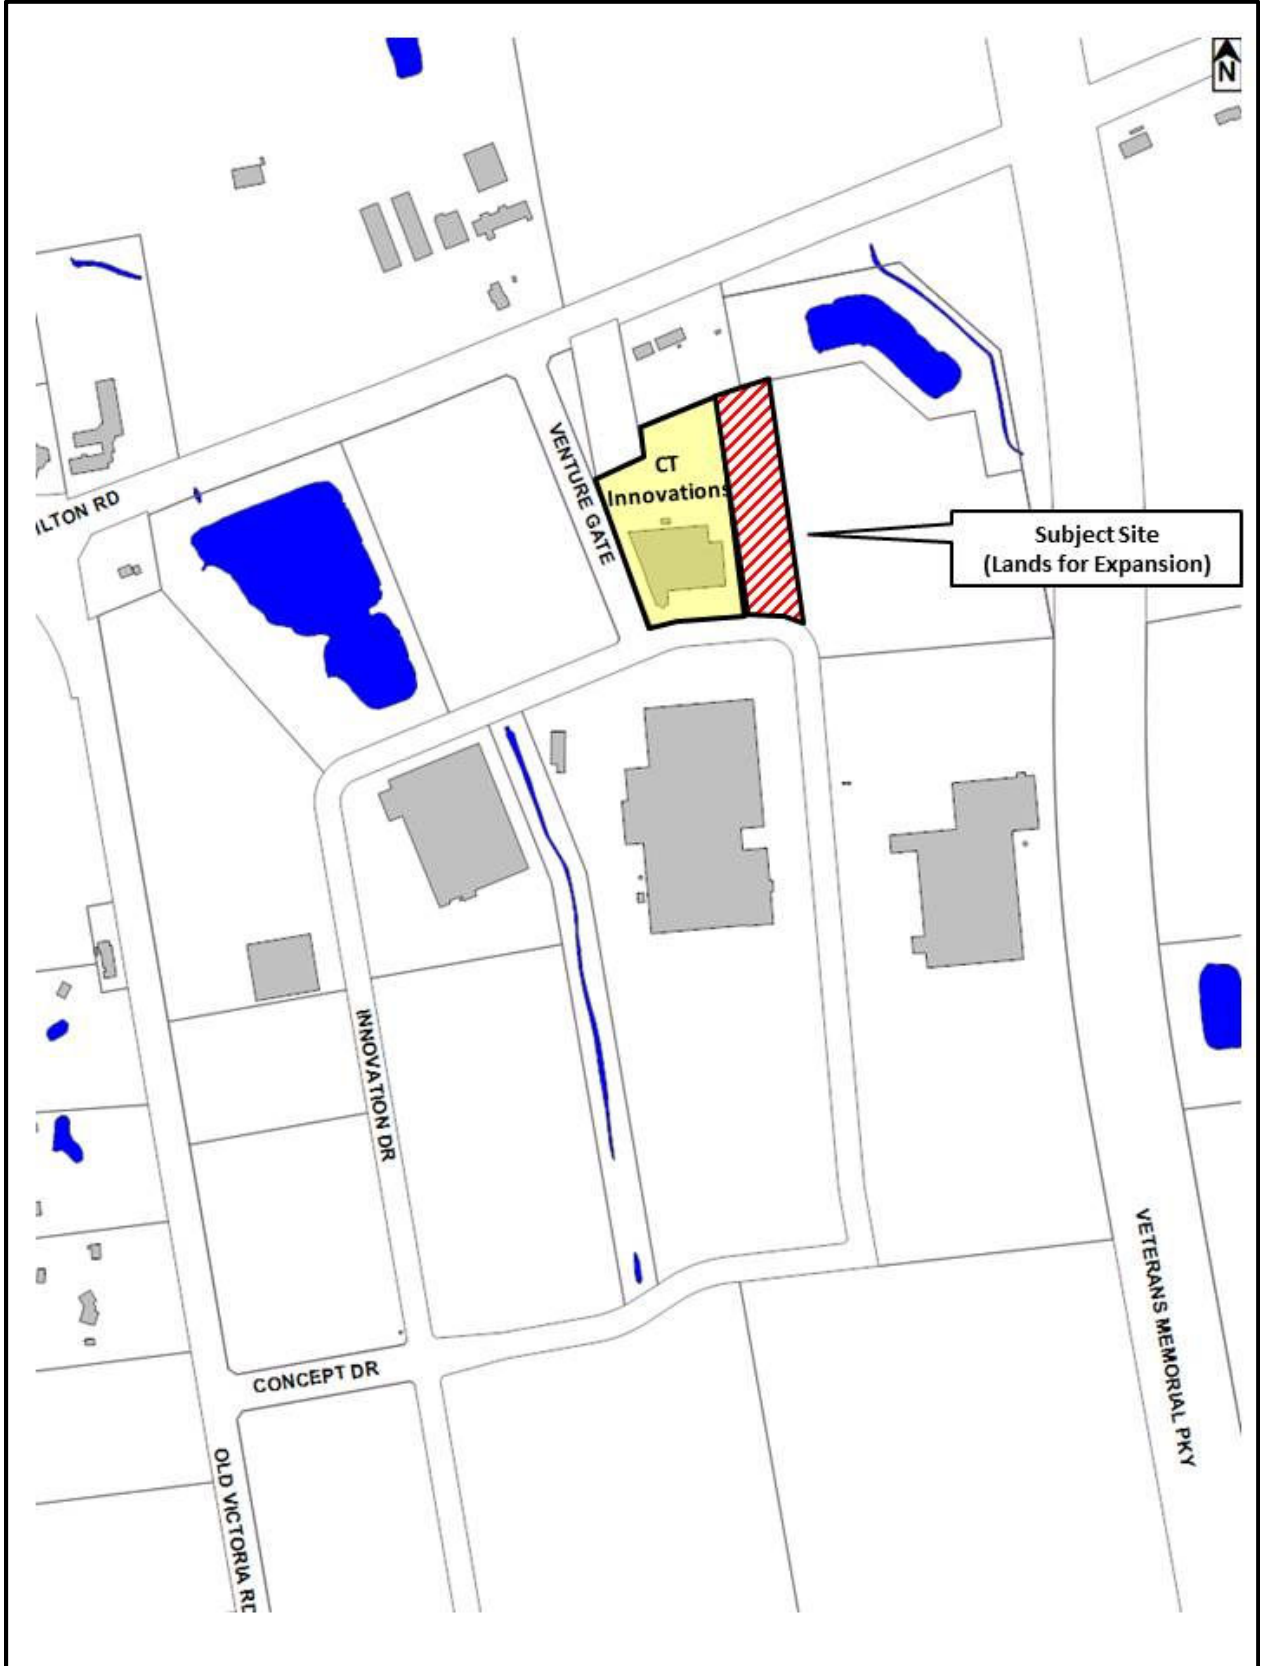 N
VENTURE GATE
CT
Innovations
ILTON RD
Subject Site
(Lands for Expansion)
INNOVATION DR
VETERANS MEMORIAL PKY
CONCEPT DR
OLD VICTORIA RD